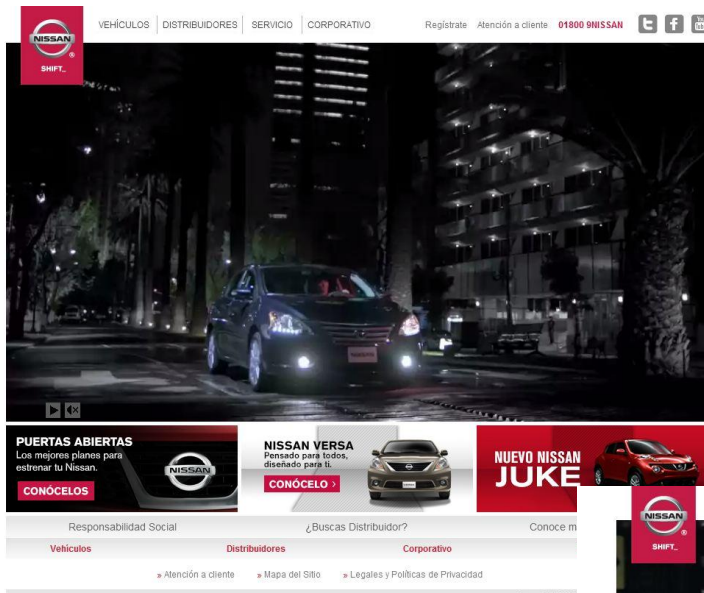 NISSAN
SHIFT_
VEHÍCULOS DISTRIBUIDORES SERVICIO CORPORATIVO Regístrate Atención a cliente 01800 9NISSAN
PUERTAS ABIERTAS
Los mejores planes para
estrenar tu Nissan.
CONÓCELOS
NISSAN
NISSAN VERSA
Pensado para todos,
diseñado para ti.
CONÓCELO >
NUEVO NISSAN
JUKE
Responsabilidad Social ¿Buscas Distribuidor? Conoce m
NISSAN
SHIFT_
Vehículos Distribuidores Corporativo
» Atención a cliente » Mapa del Sitio » Legales y Políticas de Privacidad